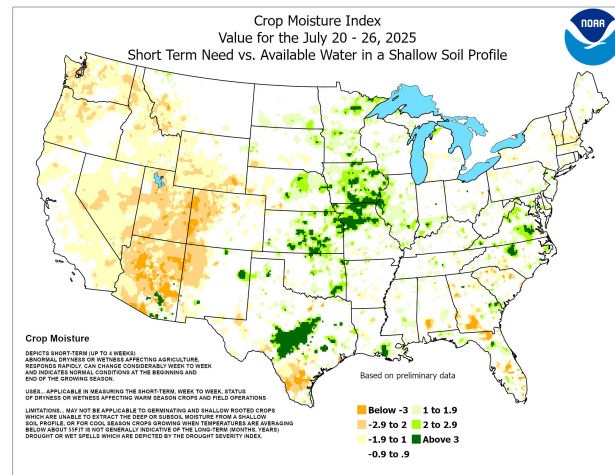 Crop Moisture Index
Value for the July 20 - 26, 2025
Short Term Need vs. Available Water in a Shallow Soil Profile
NOAA
Crop Moisture
DEPICTS SHORT-TERM (UP TO 4 WEEKS)
ABNORMAL DRYNESS OR WETNESS AFFECTING AGRICULTURE,
RESPONDS RAPIDLY, CAN CHANGE CONSIDERABLY WEEK TO WEEK
AND INDICATES NORMAL CONDITIONS AT THE BEGINNING AND
END OF THE GROWING SEASON.
USES... APPLICABLE IN MEASURING THE SHORT-TERM, WEEK TO WEEK, STATUS
OF DRYNESS OR WETNESS AFFECTING WARM SEASON CROPS AND FIELD OPERATIONS
LIMITATIONS... MAY NOT BE APPLICABLE TO GERMINATING AND SHALLOW ROOTED CROPS
WHICH ARE UNABLE TO EXTRACT THE DEEP OR SUBSOIL MOISTURE FROM A SHALLOW
SOIL PROFILE, OR FOR COOL SEASON CROPS GROWING WHEN TEMPERATURES ARE AVERAGING
BELOW ABOUT 55F.IT IS NOT GENERALLY INDICATIVE OF THE LONG-TERM (MONTHS, YEARS)
DROUGHT OR WET SPELLS WHICH ARE DEPICTED BY THE DROUGHT SEVERITY INDEX.
Based on preliminary data
Below -3
-2.9 to 2
-1.9 to 1
-0.9 to .9
1 to 1.9
2 to 2.9
Above 3